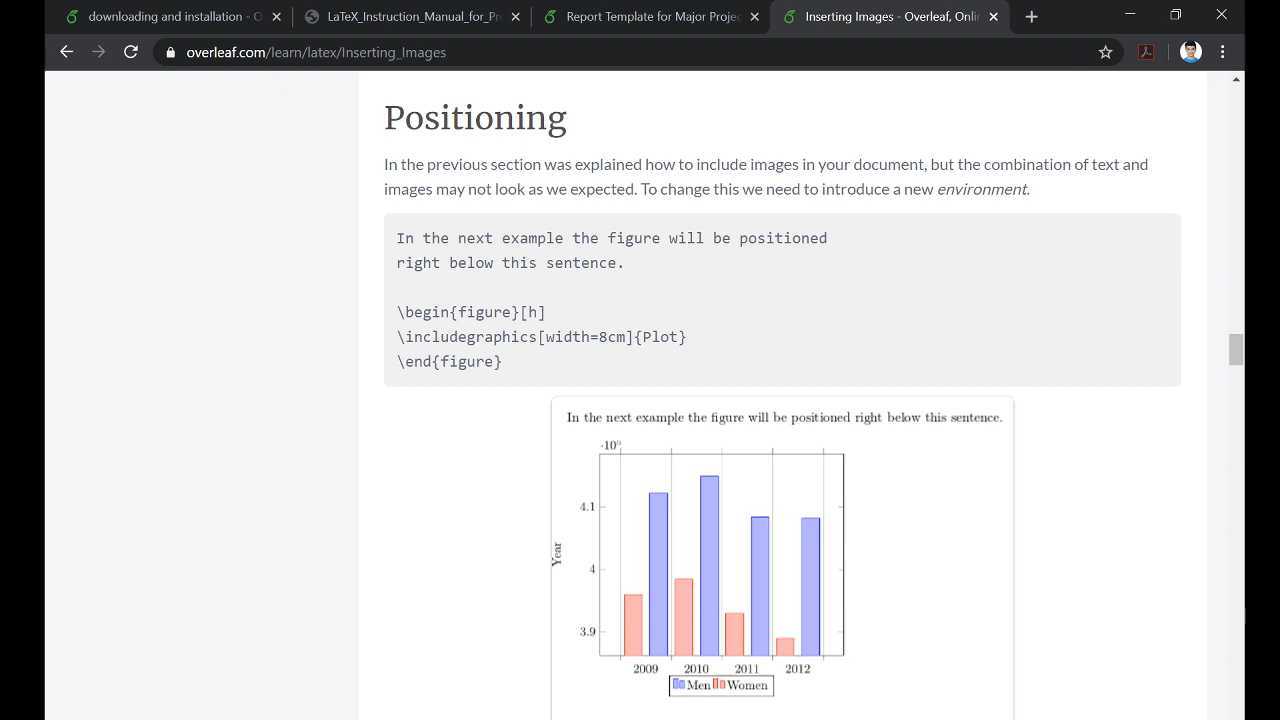 downloading and installation - O
LaTeX_Instruction_Manual_for_Pr
Report Template for Major Projec
Inserting Images - Overleaf, Onli
overleaf.com/learn/latex/Inserting_Images
Positioning
In the previous section was explained how to include images in your document, but the combination of text and
images may not look as we expected. To change this we need to introduce a new environment.
In the next example the figure will be positioned
right below this sentence.
\begin{figure}[h]
\includegraphics[width=8cm]{Plot}
\end{figure}
In the next example the figure will be positioned right below this sentence.
4.1
4
3.9
Year
2009 2010 2011 2012
Men Women